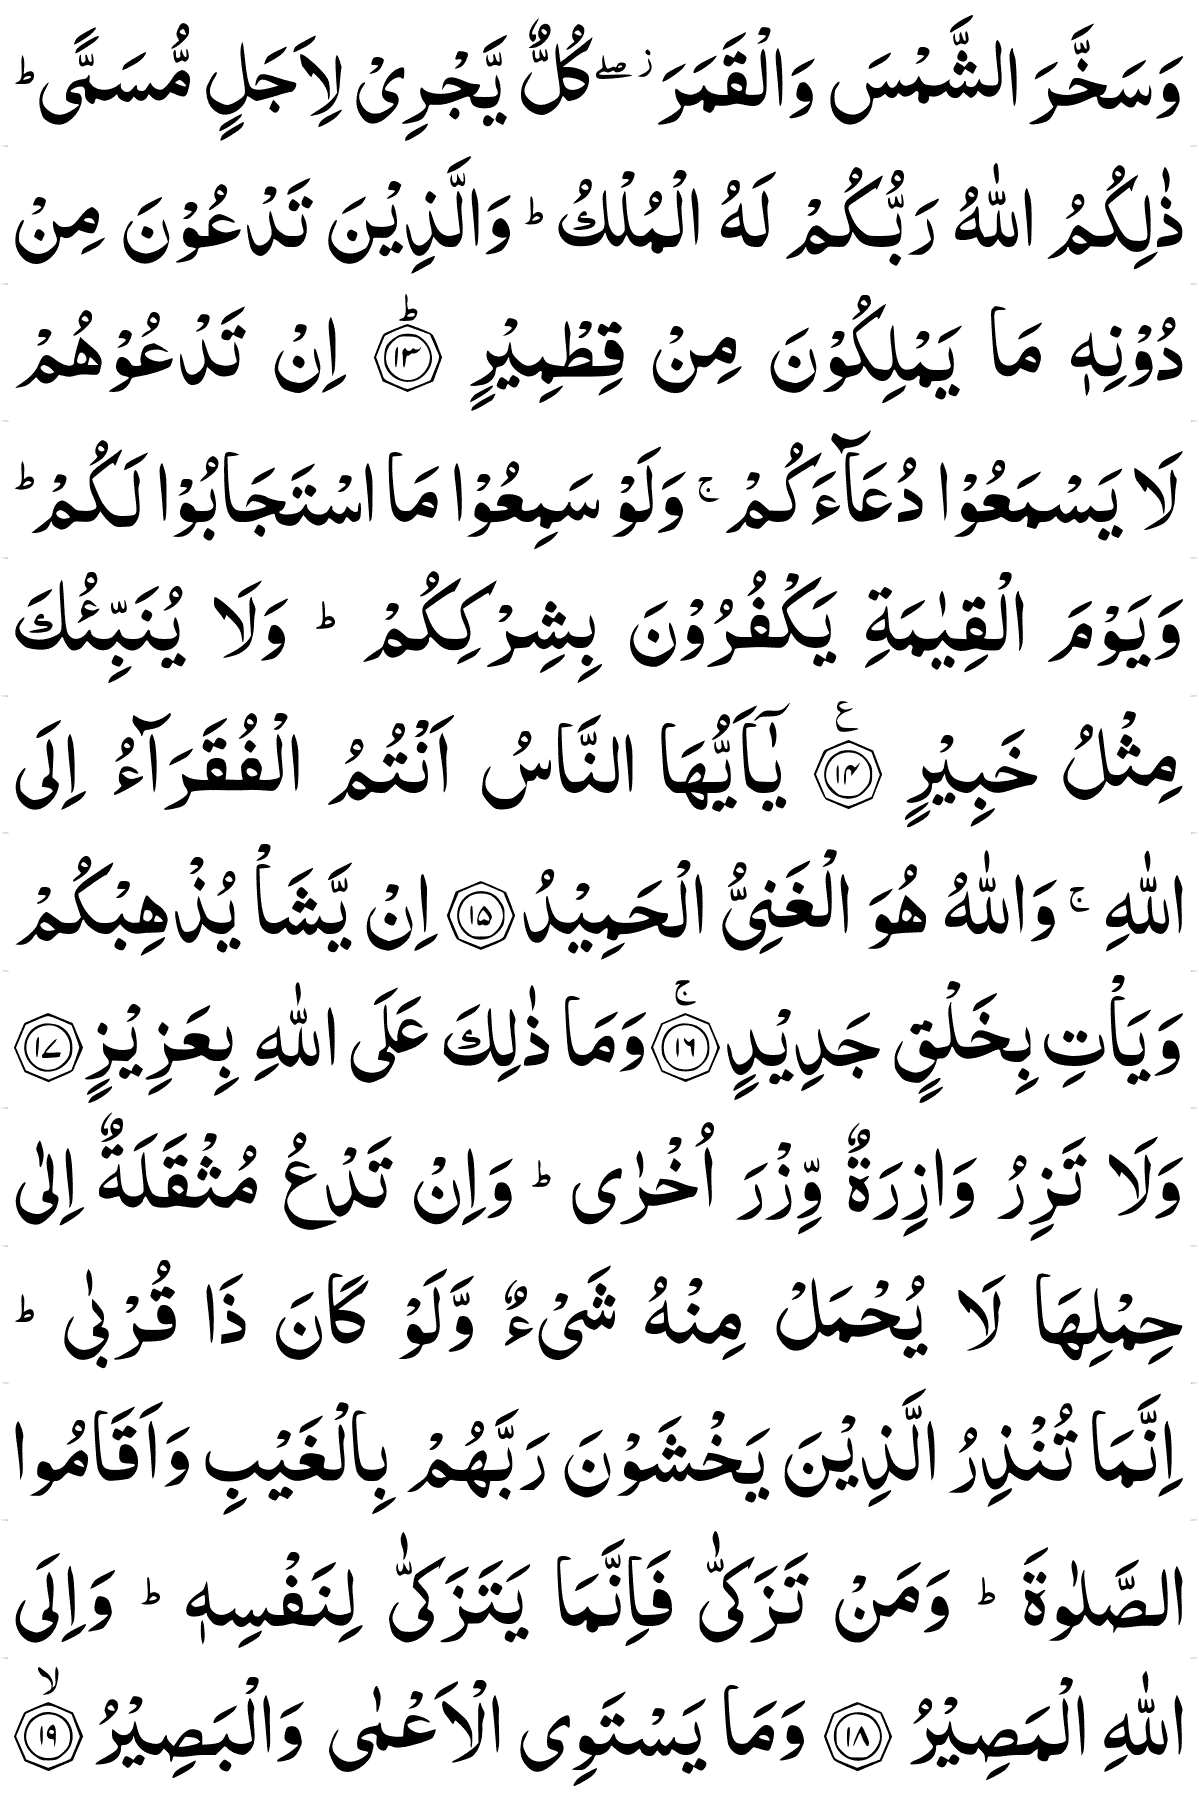 وَسَخَّرَ الشَّمْسَ وَالْقَمَرَ ۖز كُلٌّ يَّجْرِىْ لِاَجَلٍ مُّسَمًّى ؕ
ذٰلِكُمُ اللّٰهُ رَبُّكُمْ لَهُ الْمُلْكُ ؕ وَالَّذِيْنَ تَدْعُوْنَ مِنْ
دُوْنِهٖ مَا يَمْلِكُوْنَ مِنْ قِطْمِيْرٍ ؕ﴿۱۳﴾ اِنْ تَدْعُوْهُمْ
لَا يَسْمَعُوْا دُعَآءَكُمْ ۚ وَلَوْ سَمِعُوْا مَا اسْتَجَابُوْا لَكُمْ ؕ
وَيَوْمَ الْقِيٰمَةِ يَكْفُرُوْنَ بِشِرْكِكُمْ ؕ وَلَا يُنَبِّئُكَ
مِثْلُ خَبِيْرٍ ﴿۱۴﴾ع يٰۤاَيُّهَا النَّاسُ اَنْتُمُ الْفُقَرَآءُ اِلَى
اللّٰهِ ۚ وَاللّٰهُ هُوَ الْغَنِىُّ الْحَمِيْدُ ﴿۱۵﴾ اِنْ يَّشَاْ يُذْهِبْكُمْ
وَيَاْتِ بِخَلْقٍ جَدِيْدٍ ۚ﴿۱۶﴾ وَمَا ذٰلِكَ عَلَى اللّٰهِ بِعَزِيْزٍ ﴿۱۷﴾
وَلَا تَزِرُ وَازِرَةٌ وِّزْرَ اُخْرٰى ؕ وَاِنْ تَدْعُ مُثْقَلَةٌ اِلٰى
حِمْلِهَا لَا يُحْمَلْ مِنْهُ شَىْءٌ وَّلَوْ كَانَ ذَا قُرْبٰى ؕ
اِنَّمَا تُنْذِرُ الَّذِيْنَ يَخْشَوْنَ رَبَّهُمْ بِالْغَيْبِ وَاَقَامُوا
الصَّلٰوةَ ؕ وَمَنْ تَزَكّٰى فَاِنَّمَا يَتَزَكّٰى لِنَفْسِهٖ ؕ وَاِلَى
اللّٰهِ الْمَصِيْرُ ﴿۱۸﴾ وَمَا يَسْتَوِى الْاَعْمٰى وَالْبَصِيْرُ ۙ﴿۱۹﴾